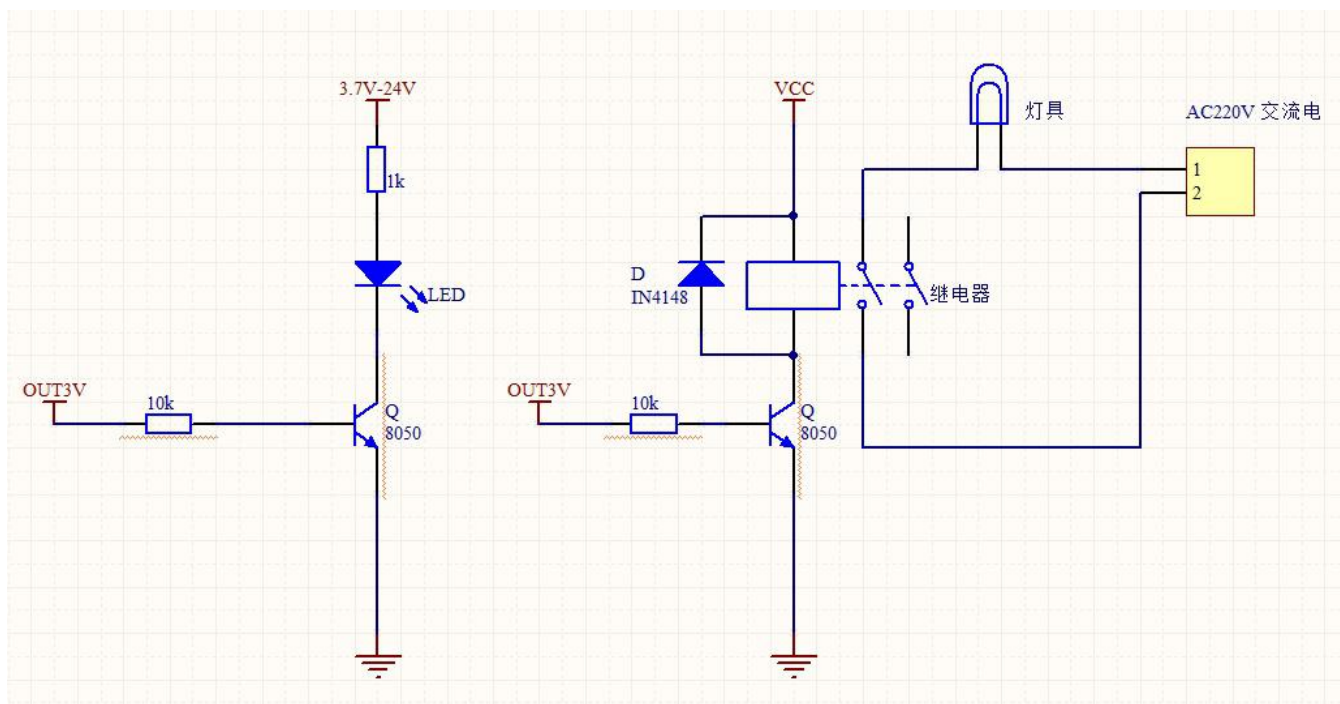 3.7V-24V
1k
LED
OUT3V
10k
Q
8050
VCC
D
IN4148
继电器
OUT3V
10k
Q
8050
灯具
AC220V 交流电
1
2